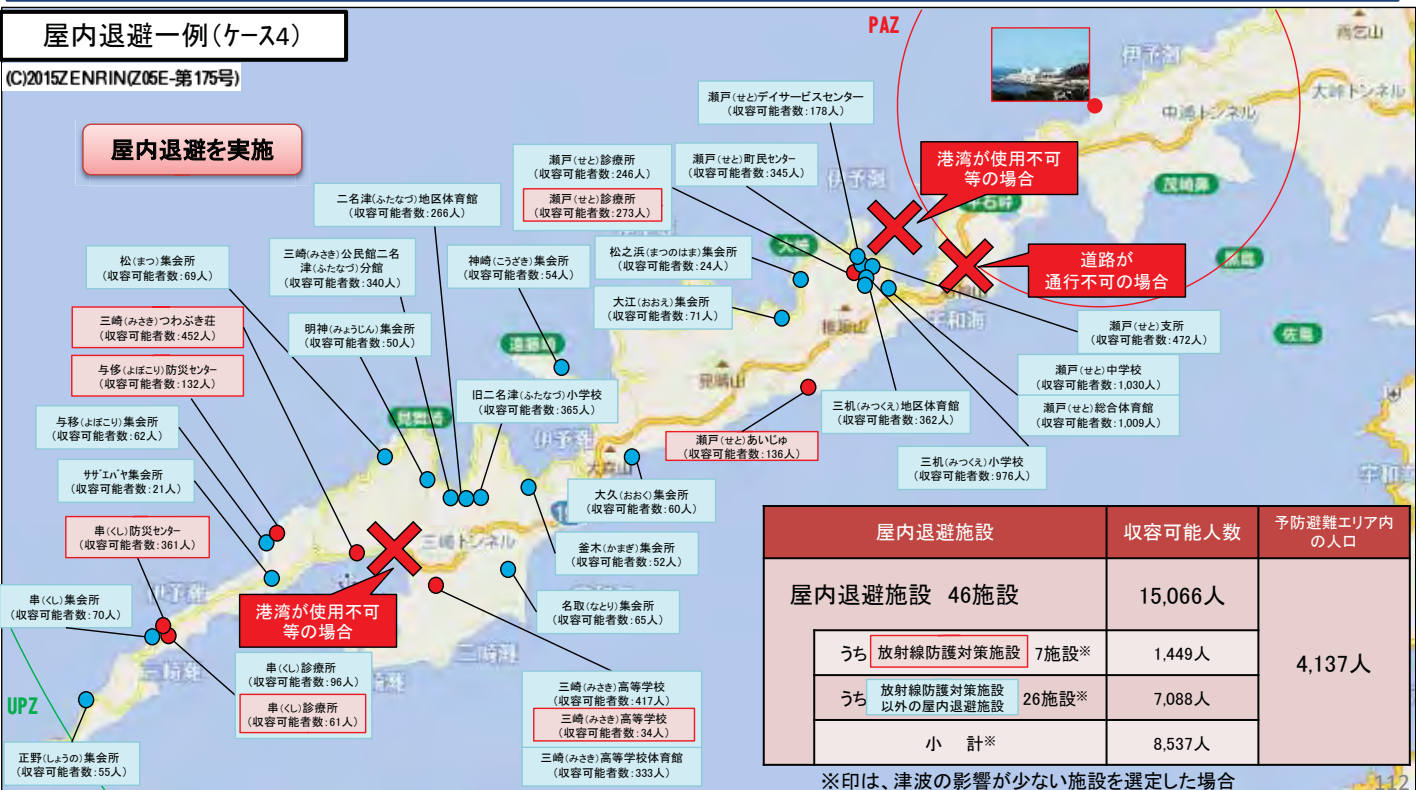 屋内退避一例(ケース4)
(C)2015ZENRIN(Z05E-第175号)
屋内退避を実施
PAZ
UPZ
瀬戸(せと)デイサービスセンター
(収容可能者数:178人)
瀬戸(せと)診療所
(収容可能者数:246人)
瀬戸(せと)診療所
(収容可能者数:273人)
瀬戸(せと)町民センター
(収容可能者数:345人)
港湾が使用不可
等の場合
道路が
通行不可の場合
二名津(ふたなづ)地区体育館
(収容可能者数:266人)
松(まつ)集会所
(収容可能者数:69人)
三崎(みさき)公民館二名
津(ふたなづ)分館
(収容可能者数:340人)
神崎(こうざき)集会所
(収容可能者数:54人)
松之浜(まつのはま)集会所
(収容可能者数:24人)
大江(おおえ)集会所
(収容可能者数:71人)
三崎(みさき)つわぶき荘
(収容可能者数:452人)
明神(みょうじん)集会所
(収容可能者数:50人)
瀬戸(せと)支所
(収容可能者数:472人)
与侈(よぼこり)防災センター
(収容可能者数:132人)
瀬戸(せと)中学校
(収容可能者数:1,030人)
瀬戸(せと)総合体育館
(収容可能者数:1,009人)
旧二名津(ふたなづ)小学校
(収容可能者数:365人)
三机(みつくえ)地区体育館
(収容可能者数:362人)
与移(よぼこり)集会所
(収容可能者数:62人)
瀬戸(せと)あいじゅ
(収容可能者数:136人)
三机(みつくえ)小学校
(収容可能者数:976人)
サザエバヤ集会所
(収容可能者数:21人)
大久(おおく)集会所
(収容可能者数:60人)
串(くし)防災センター
(収容可能者数:361人)
釜木(かまぎ)集会所
(収容可能者数:52人)
名取(なとり)集会所
(収容可能者数:65人)
串(くし)集会所
(収容可能者数:70人)
港湾が使用不可
等の場合
串(くし)診療所
(収容可能者数:96人)
串(くし)診療所
(収容可能者数:61人)
三崎(みさき)高等学校
(収容可能者数:417人)
三崎(みさき)高等学校
(収容可能者数:34人)
三崎(みさき)高等学校体育館
(収容可能者数:333人)
正野(しょうの)集会所
(収容可能者数:55人)
伊予灘
大峠トンネル
中浦トンネル
伊予灘
大崎
見崎山
伊予灘
三崎トンネル
伊予灘
三崎灘
三崎灘
屋内退避施設 収容可能人数 予防避難エリア内
の人口
屋内退避施設 46施設 15,066人 4,137人
うち 放射線防護対策施設 7施設※ 1,449人
うち 放射線防護対策施設
以外の屋内退避施設 26施設※ 7,088人
小 計※ 8,537人
※印は、津波の影響が少ない施設を選定した場合
112